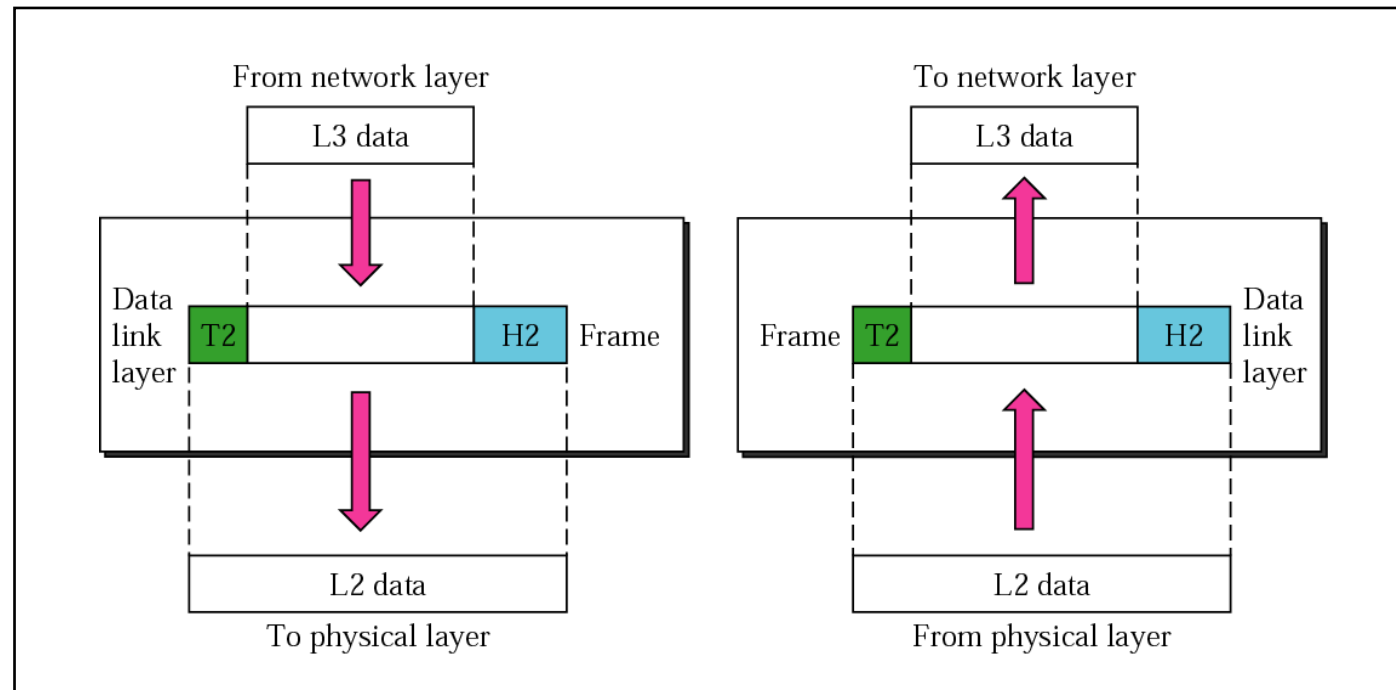 From network layer
L3 data
Data
link
layer
T2
H2
Frame
L2 data
To physical layer
To network layer
L3 data
Frame
T2
H2
Data
link
layer
L2 data
From physical layer